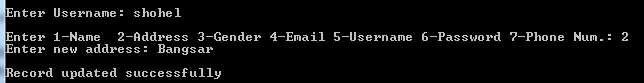 Enter Username: shohel
Enter 1-Name  2-Address 3-Gender 4-Email 5-Username 6-Password 7-Phone Num.: 2
Enter new address: Bangsar
Record updated successfully